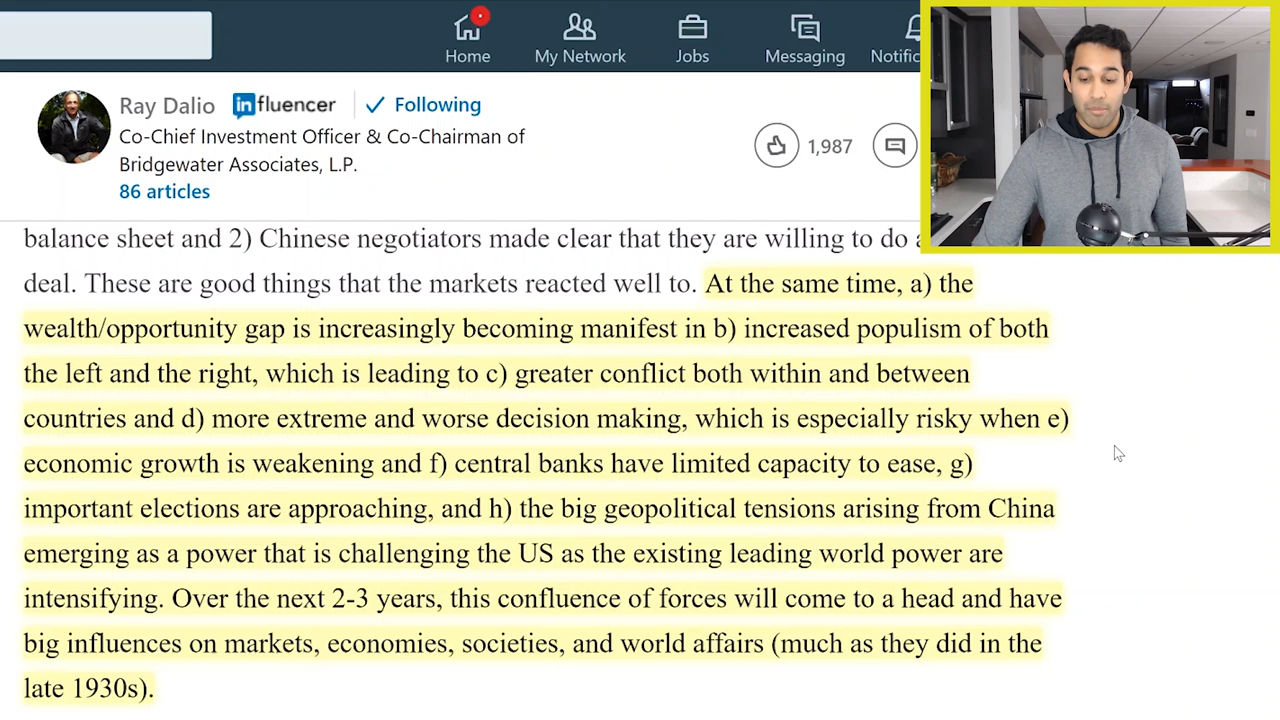 Home
My Network
Jobs
Messaging
Ray Dalio influencer Following
Co-Chief Investment Officer & Co-Chairman of
Bridgewater Associates, L.P.
86 articles
1,987
balance sheet and 2) Chinese negotiators made clear that they are willing to do
deal. These are good things that the markets reacted well to. At the same time, a) the
wealth/opportunity gap is increasingly becoming manifest in b) increased populism of both
the left and the right, which is leading to c) greater conflict both within and between
countries and d) more extreme and worse decision making, which is especially risky when e)
economic growth is weakening and f) central banks have limited capacity to ease, g)
important elections are approaching, and h) the big geopolitical tensions arising from China
emerging as a power that is challenging the US as the existing leading world power are
intensifying. Over the next 2-3 years, this confluence of forces will come to a head and have
big influences on markets, economies, societies, and world affairs (much as they did in the
late 1930s).